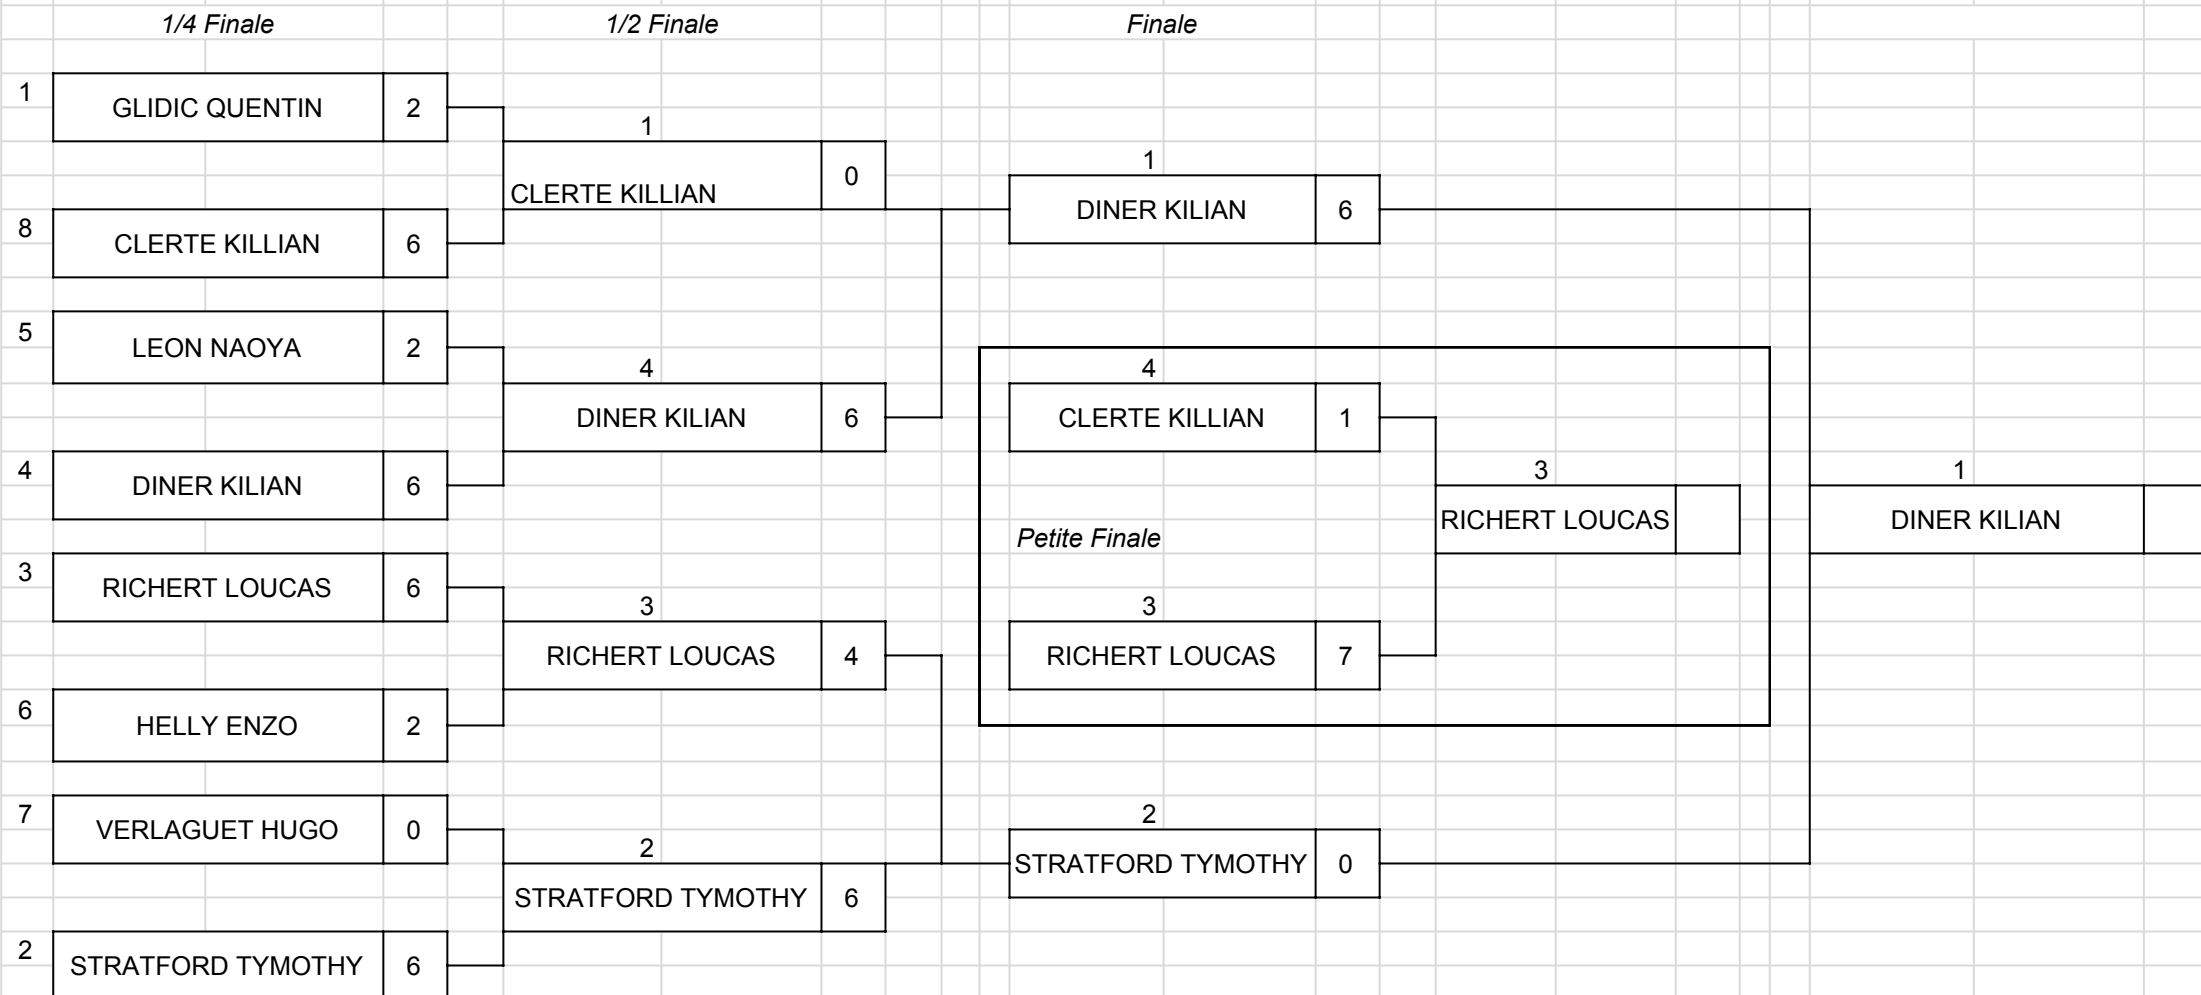 1/4 Finale 1/2 Finale Finale
1 GLIDIC QUENTIN 2
1
CLERTE KILLIAN 0
1
DINER KILIAN 6
8 CLERTE KILLIAN 6
5 LEON NAOYA 2
4
DINER KILIAN 6
4
CLERTE KILLIAN 1
4 DINER KILIAN 6
3
RICHERT LOUCAS
1
DINER KILIAN
Petite Finale
3 RICHERT LOUCAS 6
3
RICHERT LOUCAS 4
3
RICHERT LOUCAS 7
6 HELLY ENZO 2
7 VERLAGUET HUGO 0
2
STRATFORD TYMOTHY 6
2
STRATFORD TYMOTHY 0
2 STRATFORD TYMOTHY 6